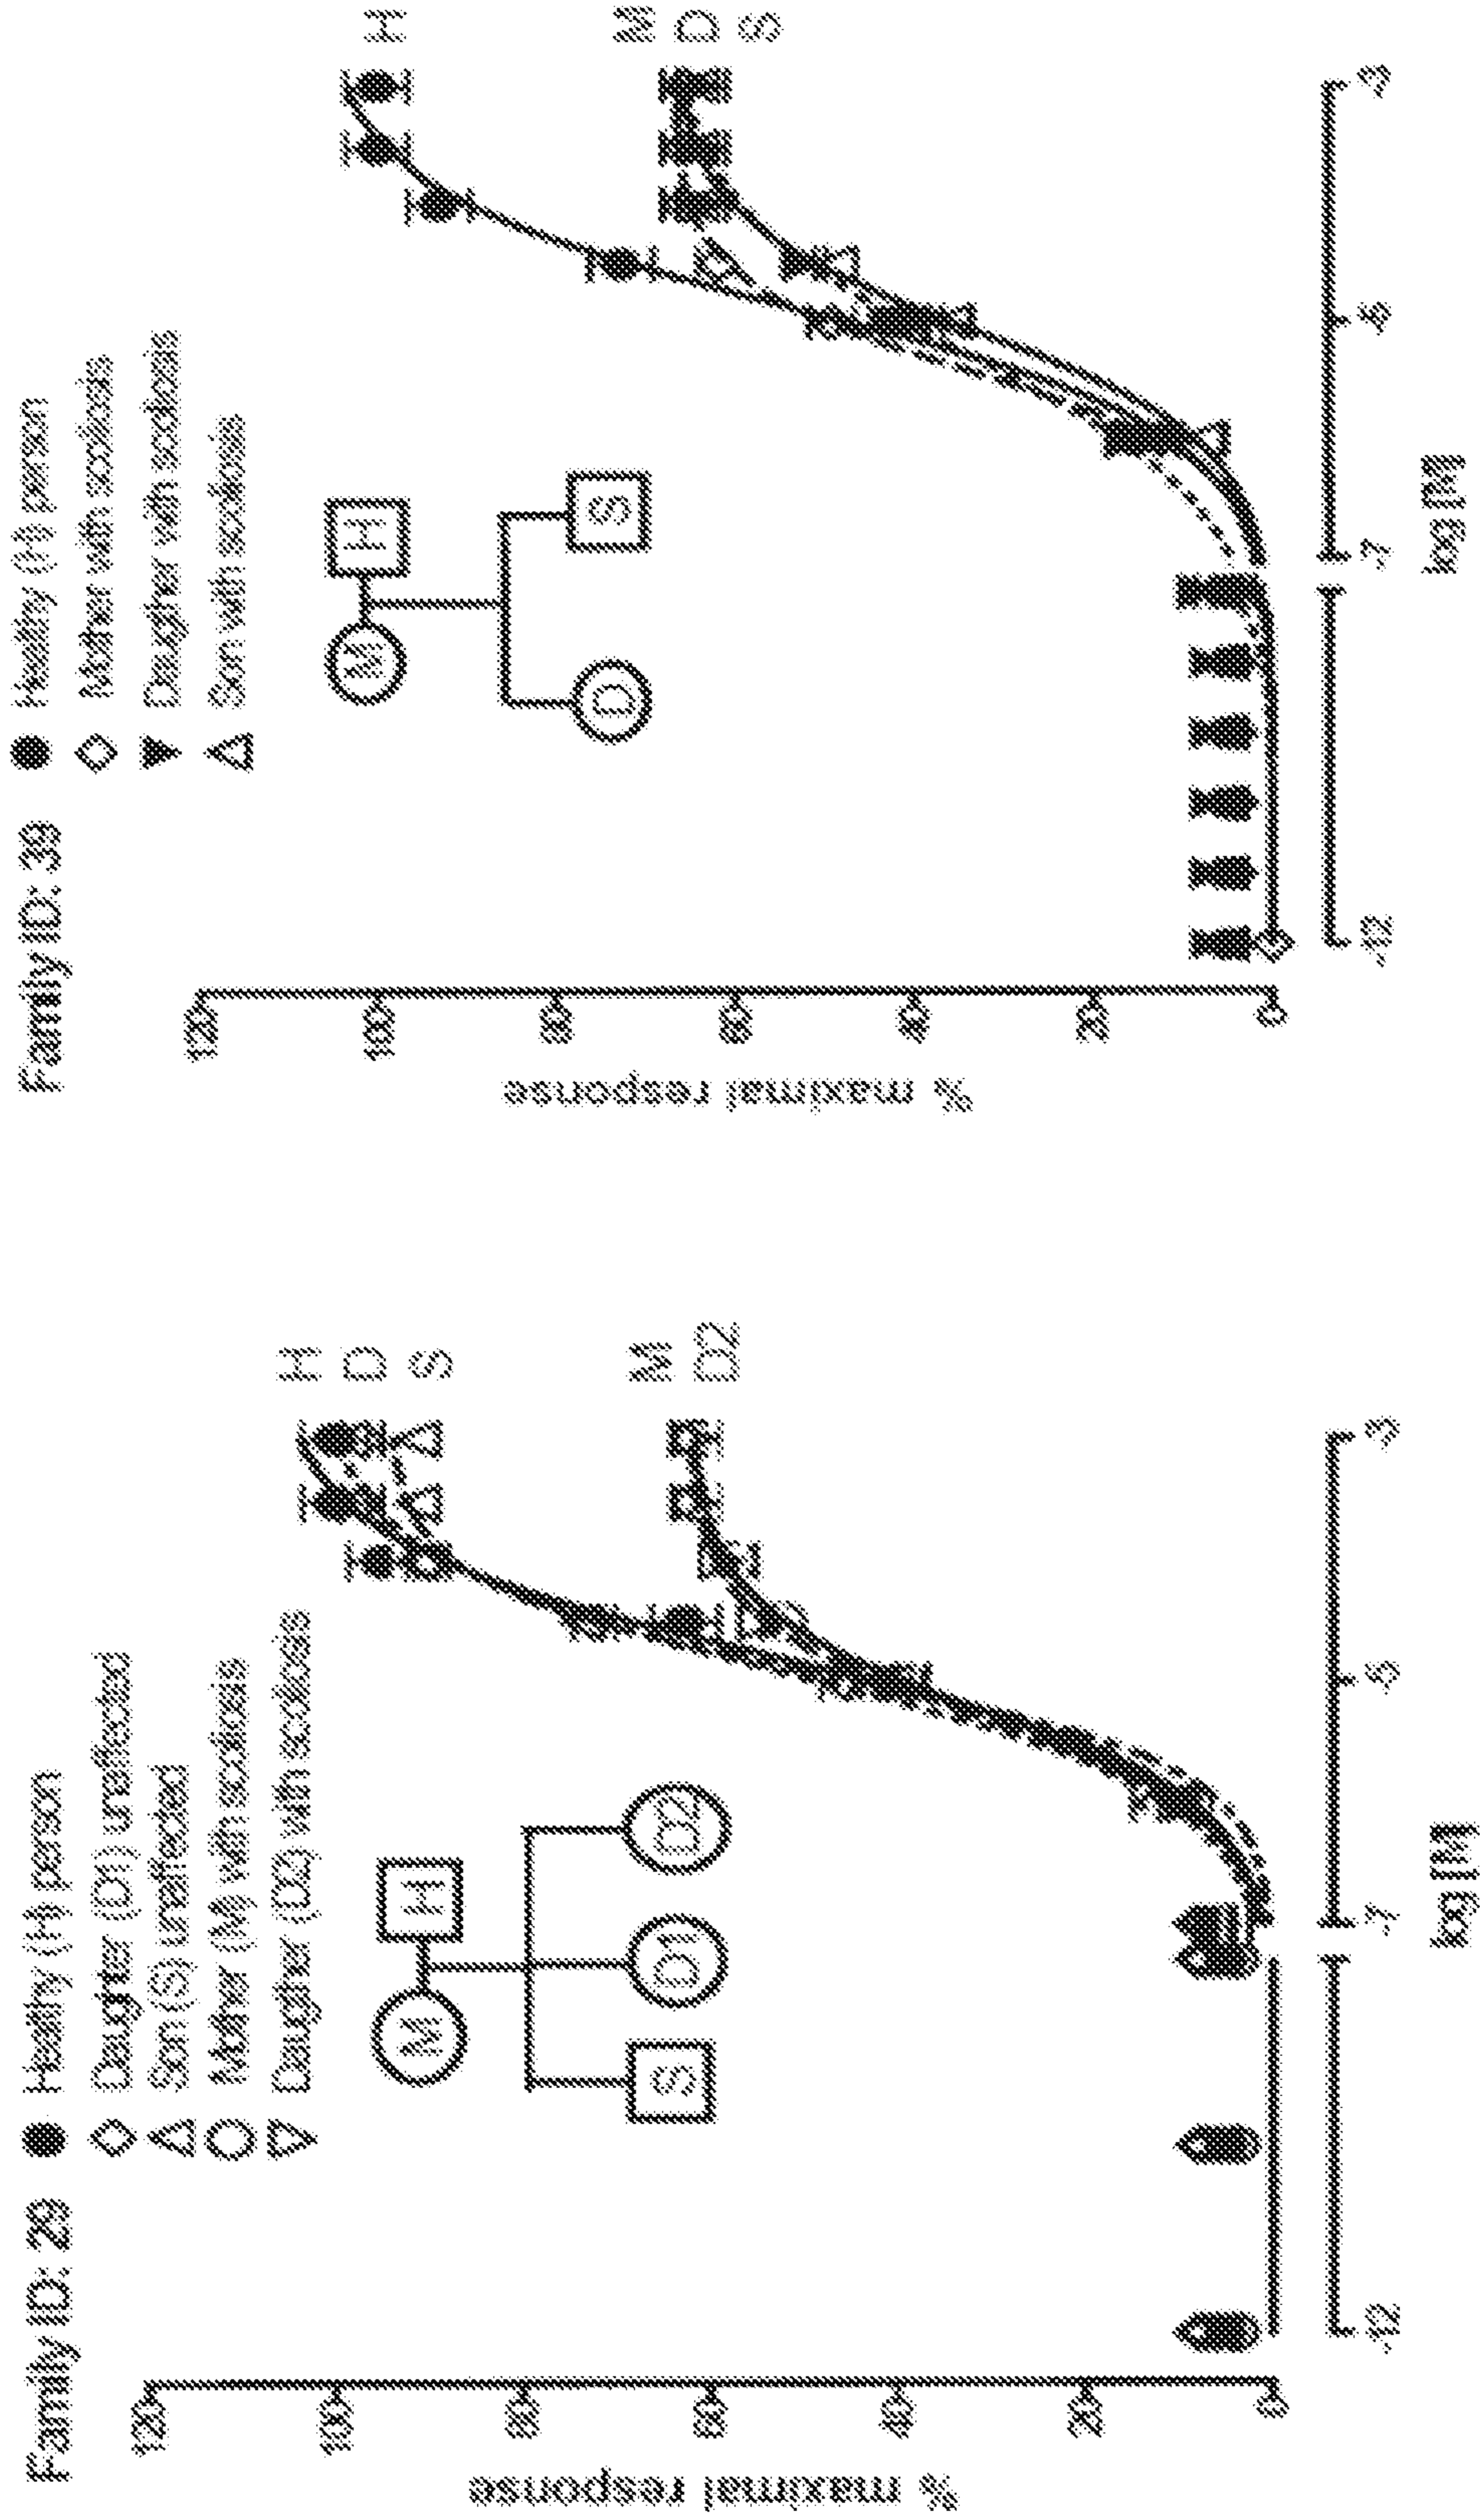 Family ID: 29
Healthy (H) person
Daughter (D1) unaffected
Son (S) unaffected
Mother (M) with scoliosis
Daugther (D2) with scoliosis
M
H
S
D1
D2
% maximal response
120
100
80
60
40
20
0
H
D
S
M
D2
-12
-7
-5
-3
log [M]
Family ID: 39
Healthy (H) person
Mother with scoliosis
Daugher with scoliosis
Son with scoliosis
M
H
D
S
% maximal response
120
100
80
60
40
20
0
H
M
D
S
-12
-7
-5
-3
log [M]